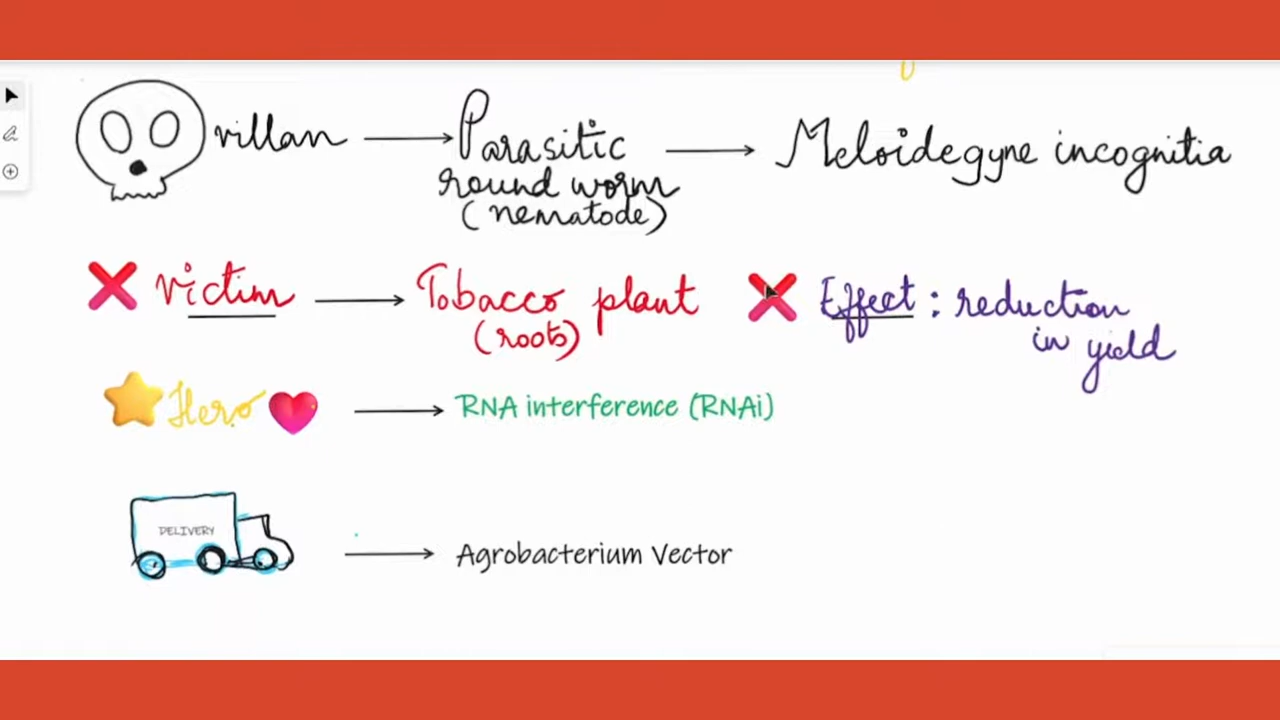 villan → Parasitic → Meloidegyne incognitia
round worm
(nematode)
Victim → Tobacco plant
(roots)
Effect : reduction
in yield
Hero → RNA interference (RNAi)
DELIVERY → Agrobacterium Vector